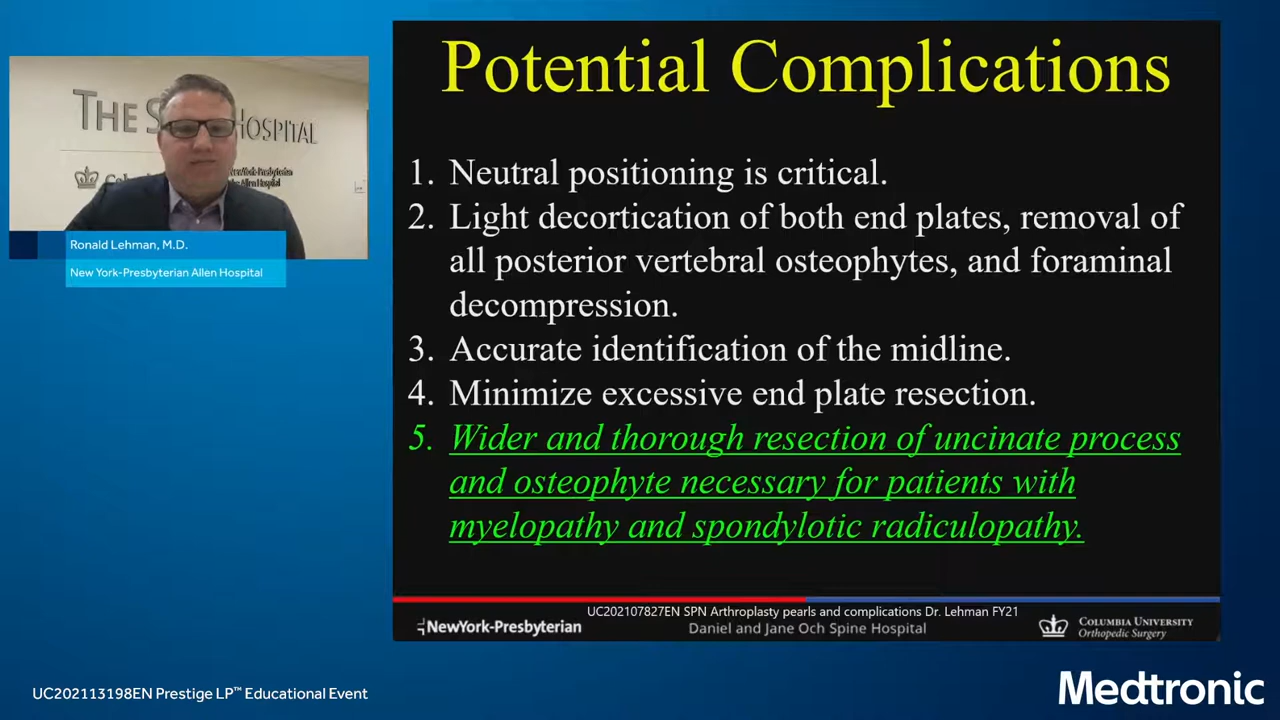 THE S HOSPITAL
Ronald Lehman, M.D.
New York-Presbyterian Allen Hospital
Potential Complications
1. Neutral positioning is critical.
2. Light decortication of both end plates, removal of
all posterior vertebral osteophytes, and foraminal
decompression.
3. Accurate identification of the midline.
4. Minimize excessive end plate resection.
5. Wider and thorough resection of uncinate process
and osteophyte necessary for patients with
myelopathy and spondylotic radiculopathy.
UC202107827EN SPN Arthroplasty pearls and complications Dr. Lehman FY21
NewYork-Presbyterian
Daniel and Jane Och Spine Hospital
COLUMBIA UNIVERSITY
Orthopedic Surgery
UC202113198EN Prestige LP™ Educational Event
Medtronic